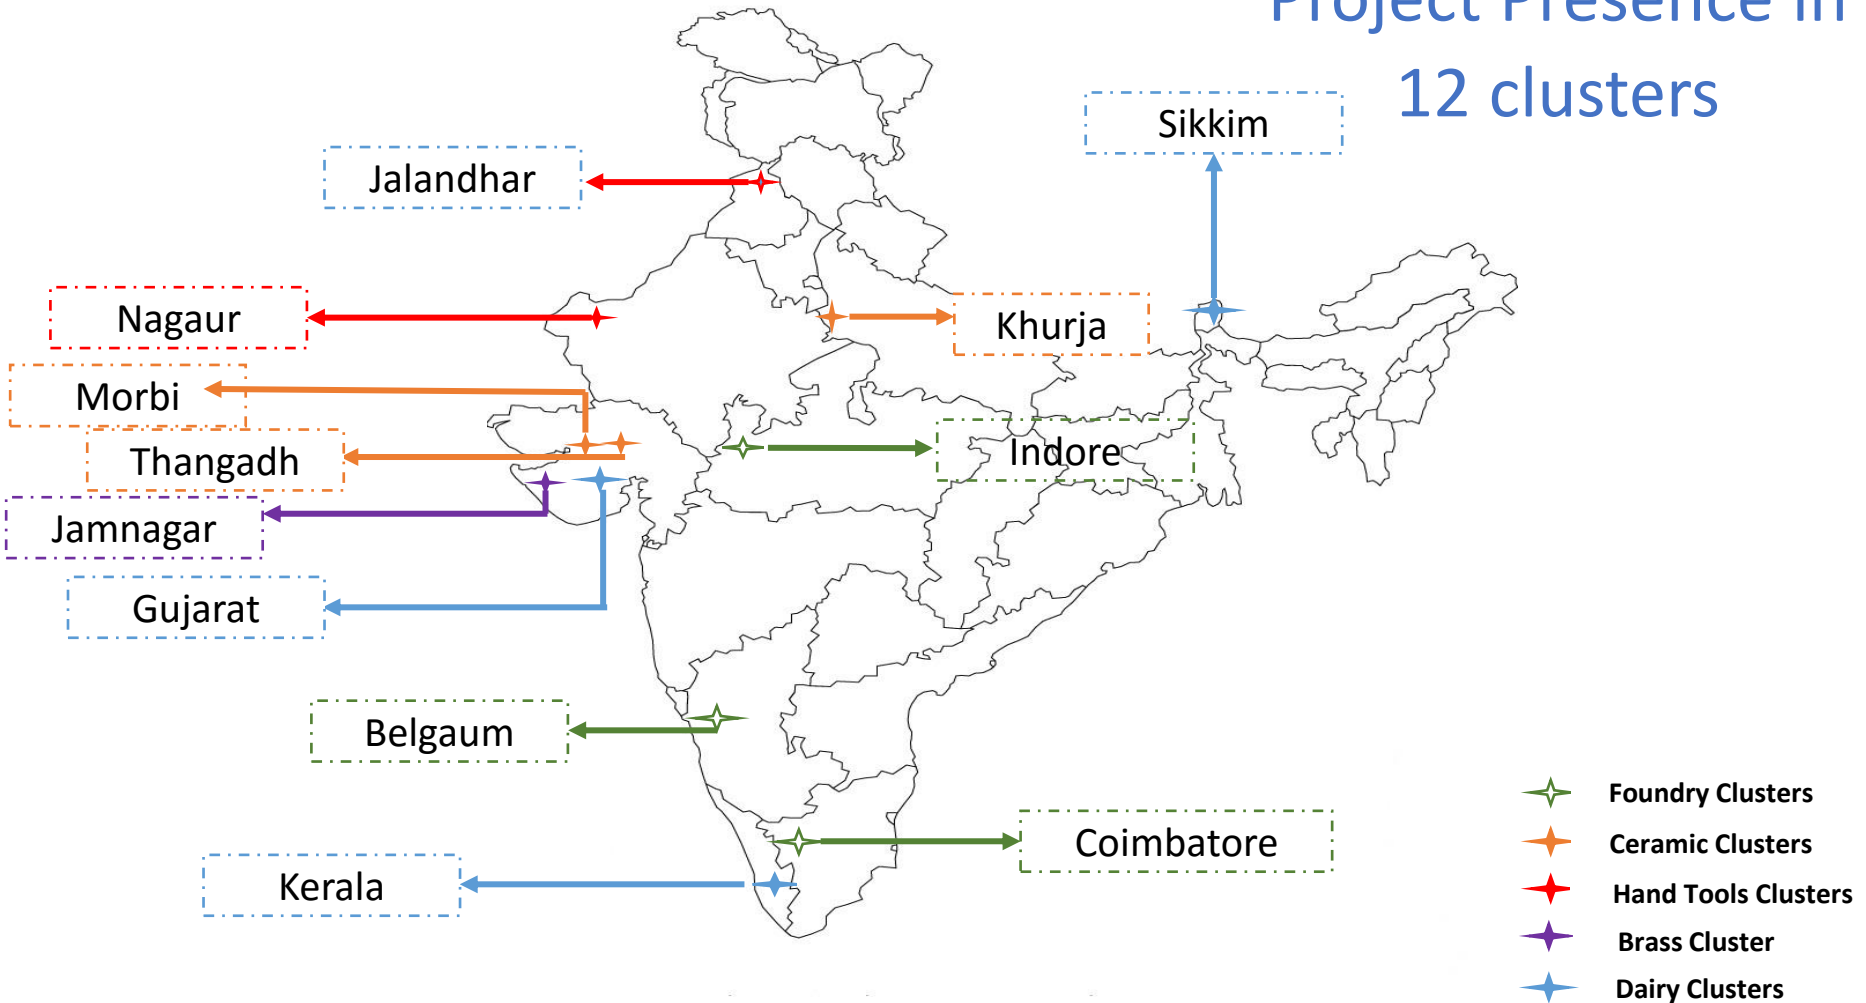 Project Presence in
12 clusters
Sikkim
Jalandhar
Nagaur
Khurja
Morbi
Thangadh
Indore
Jamnagar
Gujarat
Belgaum
Coimbatore
Kerala
Foundry Clusters
Ceramic Clusters
Hand Tools Clusters
Brass Cluster
Dairy Clusters